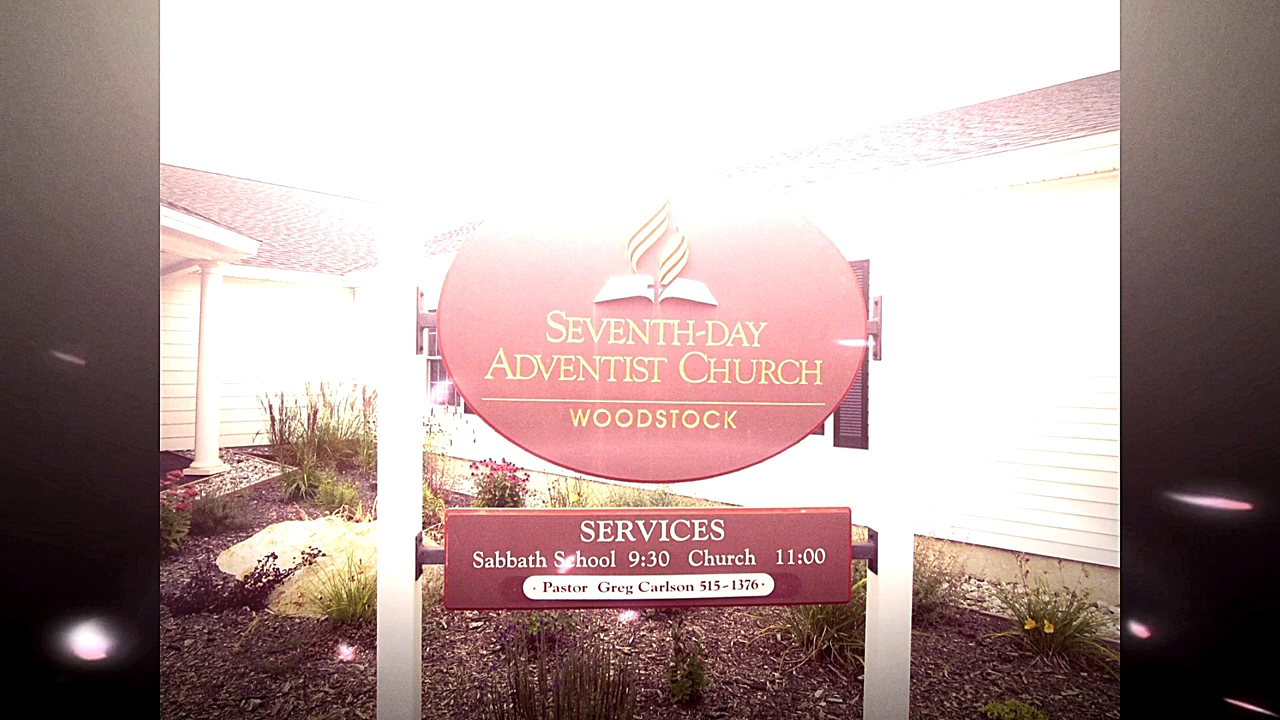 SEVENTH-DAY
ADVENTIST CHURCH
WOODSTOCK
SERVICES
Sabbath School 9:30 Church 11:00
· Pastor Greg Carlson 515-1376 ·